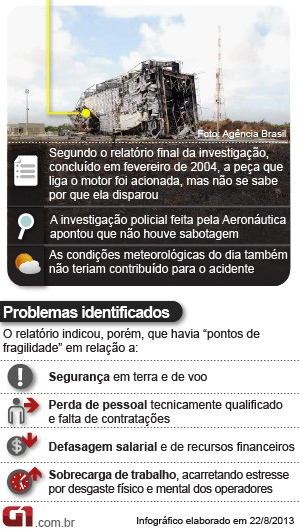 Foto: Agência Brasil
Segundo o relatório final da investigação,
concluído em fevereiro de 2004, a peça que
liga o motor foi acionada, mas não se sabe
por que ela disparou
A investigação policial feita pela Aeronáutica
apontou que não houve sabotagem
As condições meteorológicas do dia também
não teriam contribuído para o acidente
Problemas identificados
O relatório indicou, porém, que havia “pontos de
fragilidade” em relação a:
Segurança em terra e de voo
Perda de pessoal tecnicamente qualificado
e falta de contratações
Defasagem salarial e de recursos financeiros
Sobrecarga de trabalho, acarretando estresse
por desgaste físico e mental dos operadores
G1.com.br
Infográfico elaborado em 22/8/2013